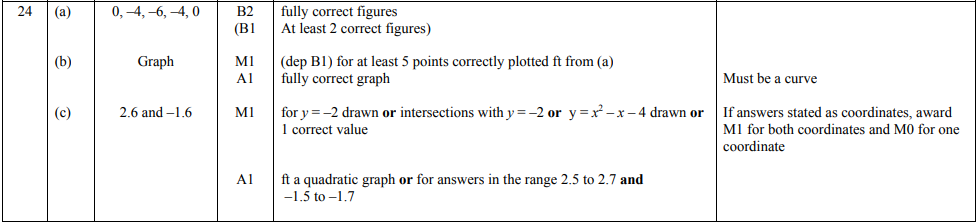 24 (a) 0, –4, –6, –4, 0 B2 fully correct figures
(B1 At least 2 correct figures)
(b) Graph M1 (dep B1) for at least 5 points correctly plotted ft from (a)
A1 fully correct graph Must be a curve
(c) 2.6 and –1.6 M1 for y = –2 drawn or intersections with y = –2 or y = x² – x – 4 drawn or If answers stated as coordinates, award
1 correct value M1 for both coordinates and M0 for one
coordinate
A1 ft a quadratic graph or for answers in the range 2.5 to 2.7 and
–1.5 to –1.7